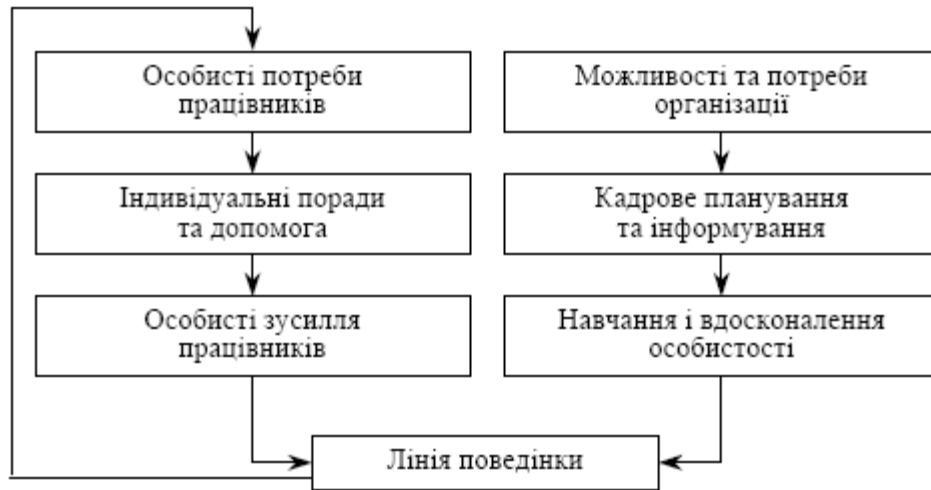 Особисті потреби
працівників
Можливості та потреби
організації
Індивідуальні поради
та допомога
Кадрове планування
та інформування
Особисті зусилля
працівників
Навчання і вдосконалення
особистості
Лінія поведінки